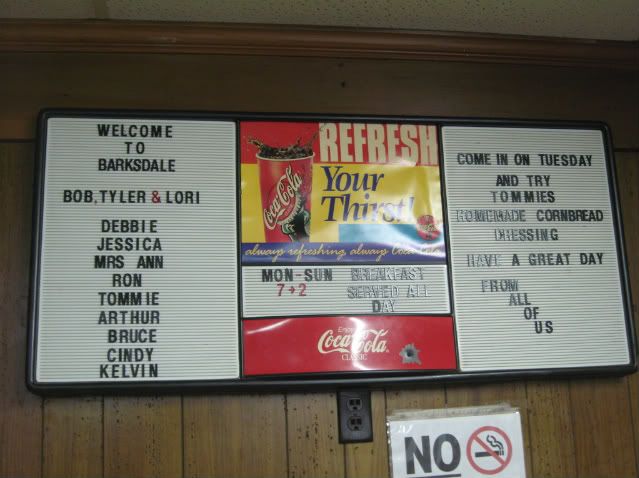 WELCOME
TO
BARKSDALE
BOB, TYLER & LORI
DEBBIE
JESSICA
MRS ANN
RON
TOMMIE
ARTHUR
BRUCE
CINDY
KELVIN
REFRESH
Your
Thirst!
Coca-Cola
always refreshing, always Coca-Cola
MON-SUN BREAKFAST
7→2 SERVED ALL
DAY
Enjoy
Coca-Cola
CLASSIC
COME IN ON TUESDAY
AND TRY
TOMMIES
HOMEMADE CORNBREAD
DRESSING
HAVE A GREAT DAY
FROM
ALL
OF
US
NO